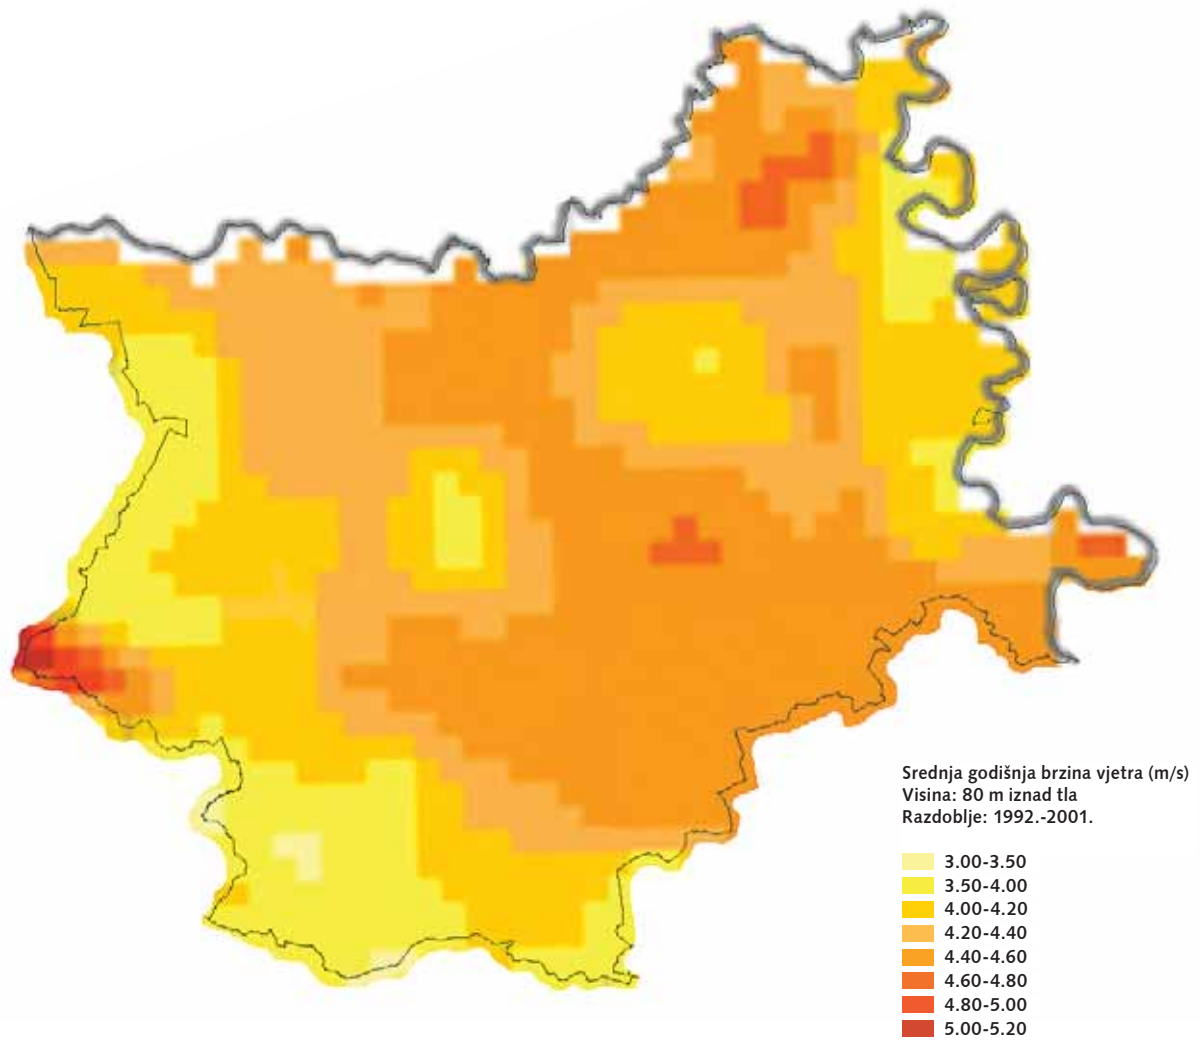 Srednja godišnja brzina vjetra (m/s)
Visina: 80 m iznad tla
Razdoblje: 1992.-2001.
3.00-3.50
3.50-4.00
4.00-4.20
4.20-4.40
4.40-4.60
4.60-4.80
4.80-5.00
5.00-5.20